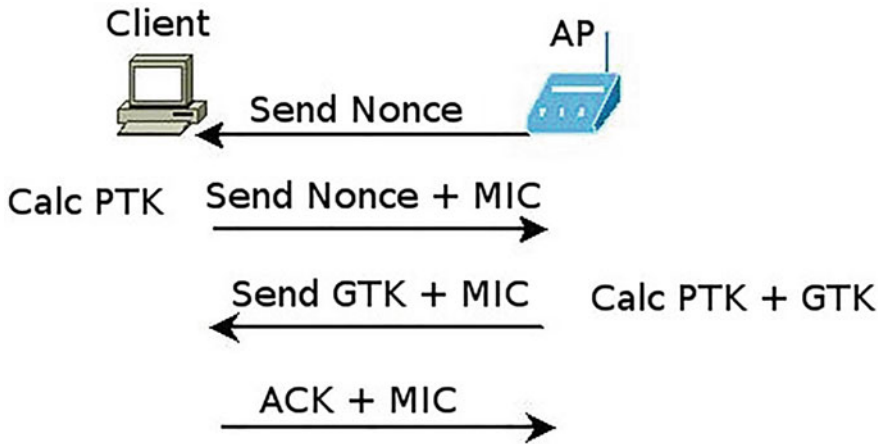 Client
AP
Send Nonce
Calc PTK
Send Nonce + MIC
Send GTK + MIC
Calc PTK + GTK
ACK + MIC